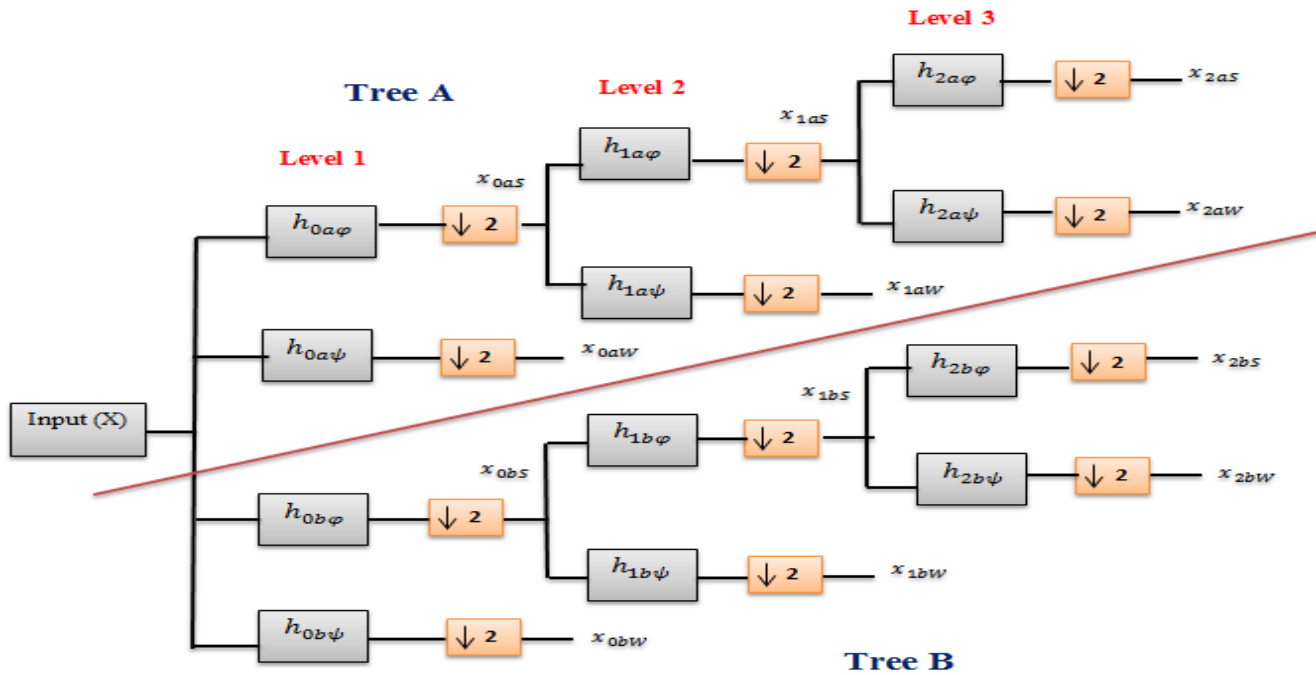 Level 3
Tree A
Level 2
Level 1
h2aφ
↓ 2
x2aS
x1aS
h1aφ
↓ 2
x0aS
h0aφ
↓ 2
h2aψ
↓ 2
x2aW
h1aψ
↓ 2
x1aW
h0aψ
↓ 2
x0aW
Input (X)
h2bφ
↓ 2
x2bS
x1bS
h1bφ
↓ 2
x0bS
h2bψ
↓ 2
x2bW
h0bφ
↓ 2
h1bψ
↓ 2
x1bW
h0bψ
↓ 2
x0bW
Tree B